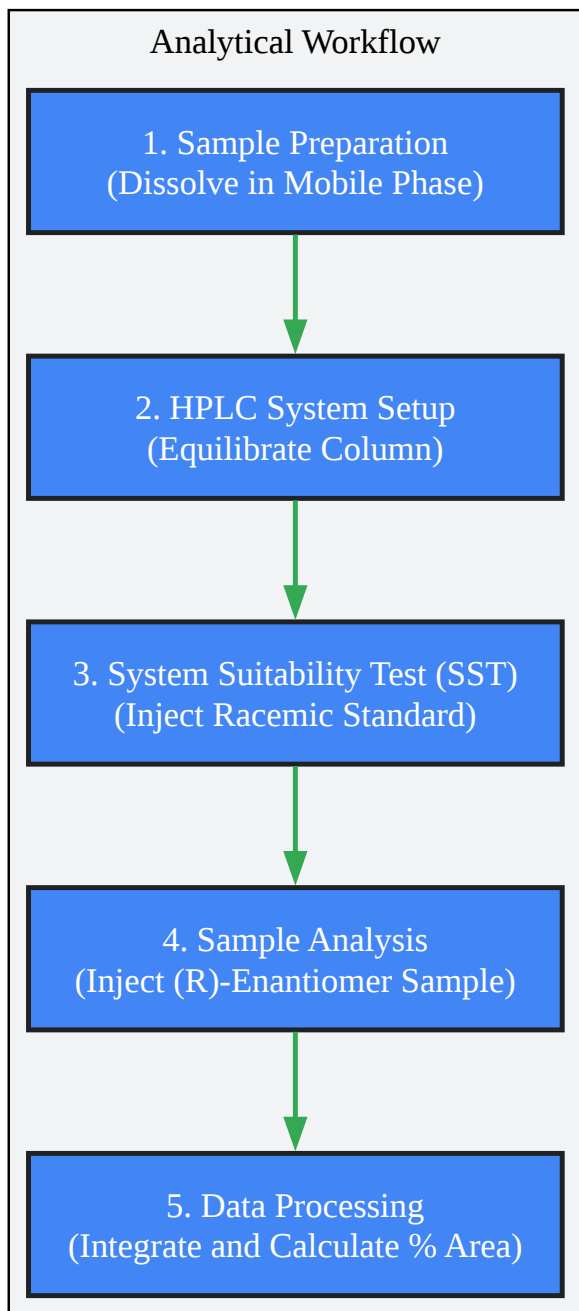 Analytical Workflow
1. Sample Preparation
(Dissolve in Mobile Phase)
2. HPLC System Setup
(Equilibrate Column)
3. System Suitability Test (SST)
(Inject Racemic Standard)
4. Sample Analysis
(Inject (R)-Enantiomer Sample)
5. Data Processing
(Integrate and Calculate % Area)